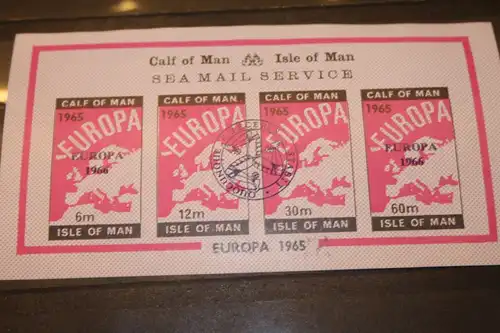 Calf of Man Isle of Man
SEA MAIL SERVICE
CALF OF MAN
1965
EUROPA
EUROPA
1966
6m
ISLE OF MAN
CALF OF MAN
1965
EUROPA
12m
ISLE OF MAN
CALF OF MAN
1965
EUROPA
30m
ISLE OF MAN
CALF OF MAN
1965
EUROPA
EUROPA
1966
60m
ISLE OF MAN
EUROPA 1965